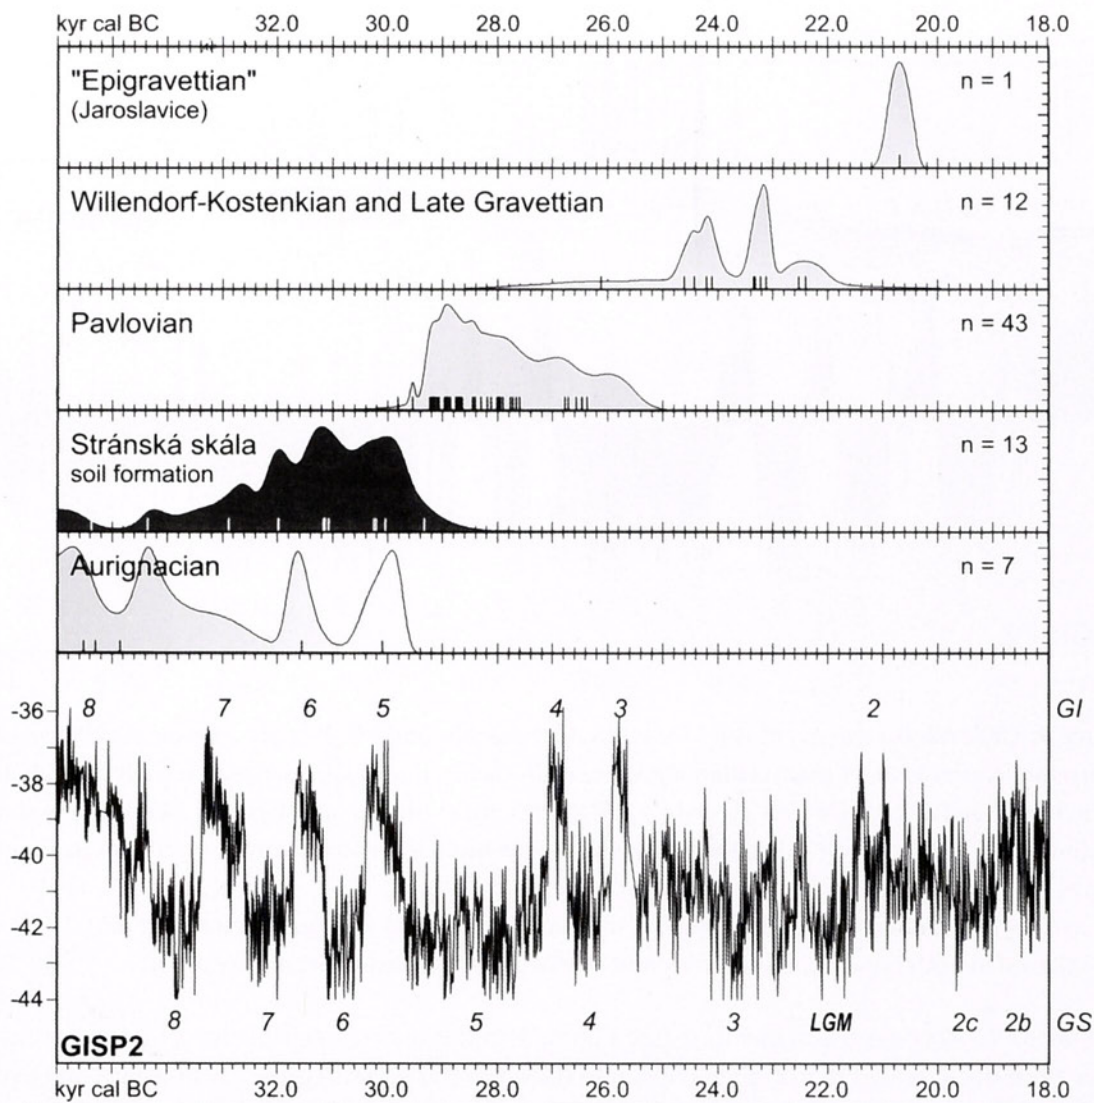 kyr cal BC 32.0 30.0 28.0 26.0 24.0 22.0 20.0 18.0
"Epigravettian" n = 1
(Jaroslavice)
Willendorf-Kostenkian and Late Gravettian n = 12
Pavlovian n = 43
Stránská skála n = 13
soil formation
Aurignacian n = 7
-36 8 7 6 5 4 3 2 GI
-38
-40
-42
-44
8 7 6 5 4 3 LGM 2c 2b GS
GISP2
kyr cal BC 32.0 30.0 28.0 26.0 24.0 22.0 20.0 18.0